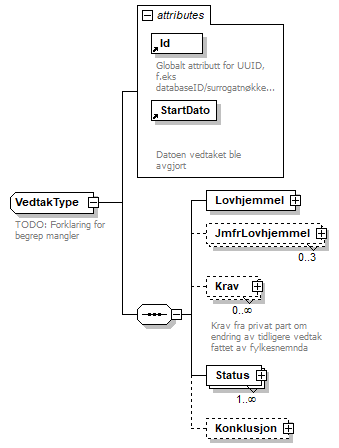 attributes
Id
Globalt attributt for UUID,
f.eks
databaseID/surrogatnøkke...
StartDato
Datoen vedtaket ble
avgjort
VedtakType
TODO: Forklaring for
begrep mangler
Lovhjemmel
JmfrLovhjemmel
0..3
Krav
0..∞
Krav fra privat part om
endring av tidligere vedtak
fattet av fylkesnemnda
Status
1..∞
Konklusjon